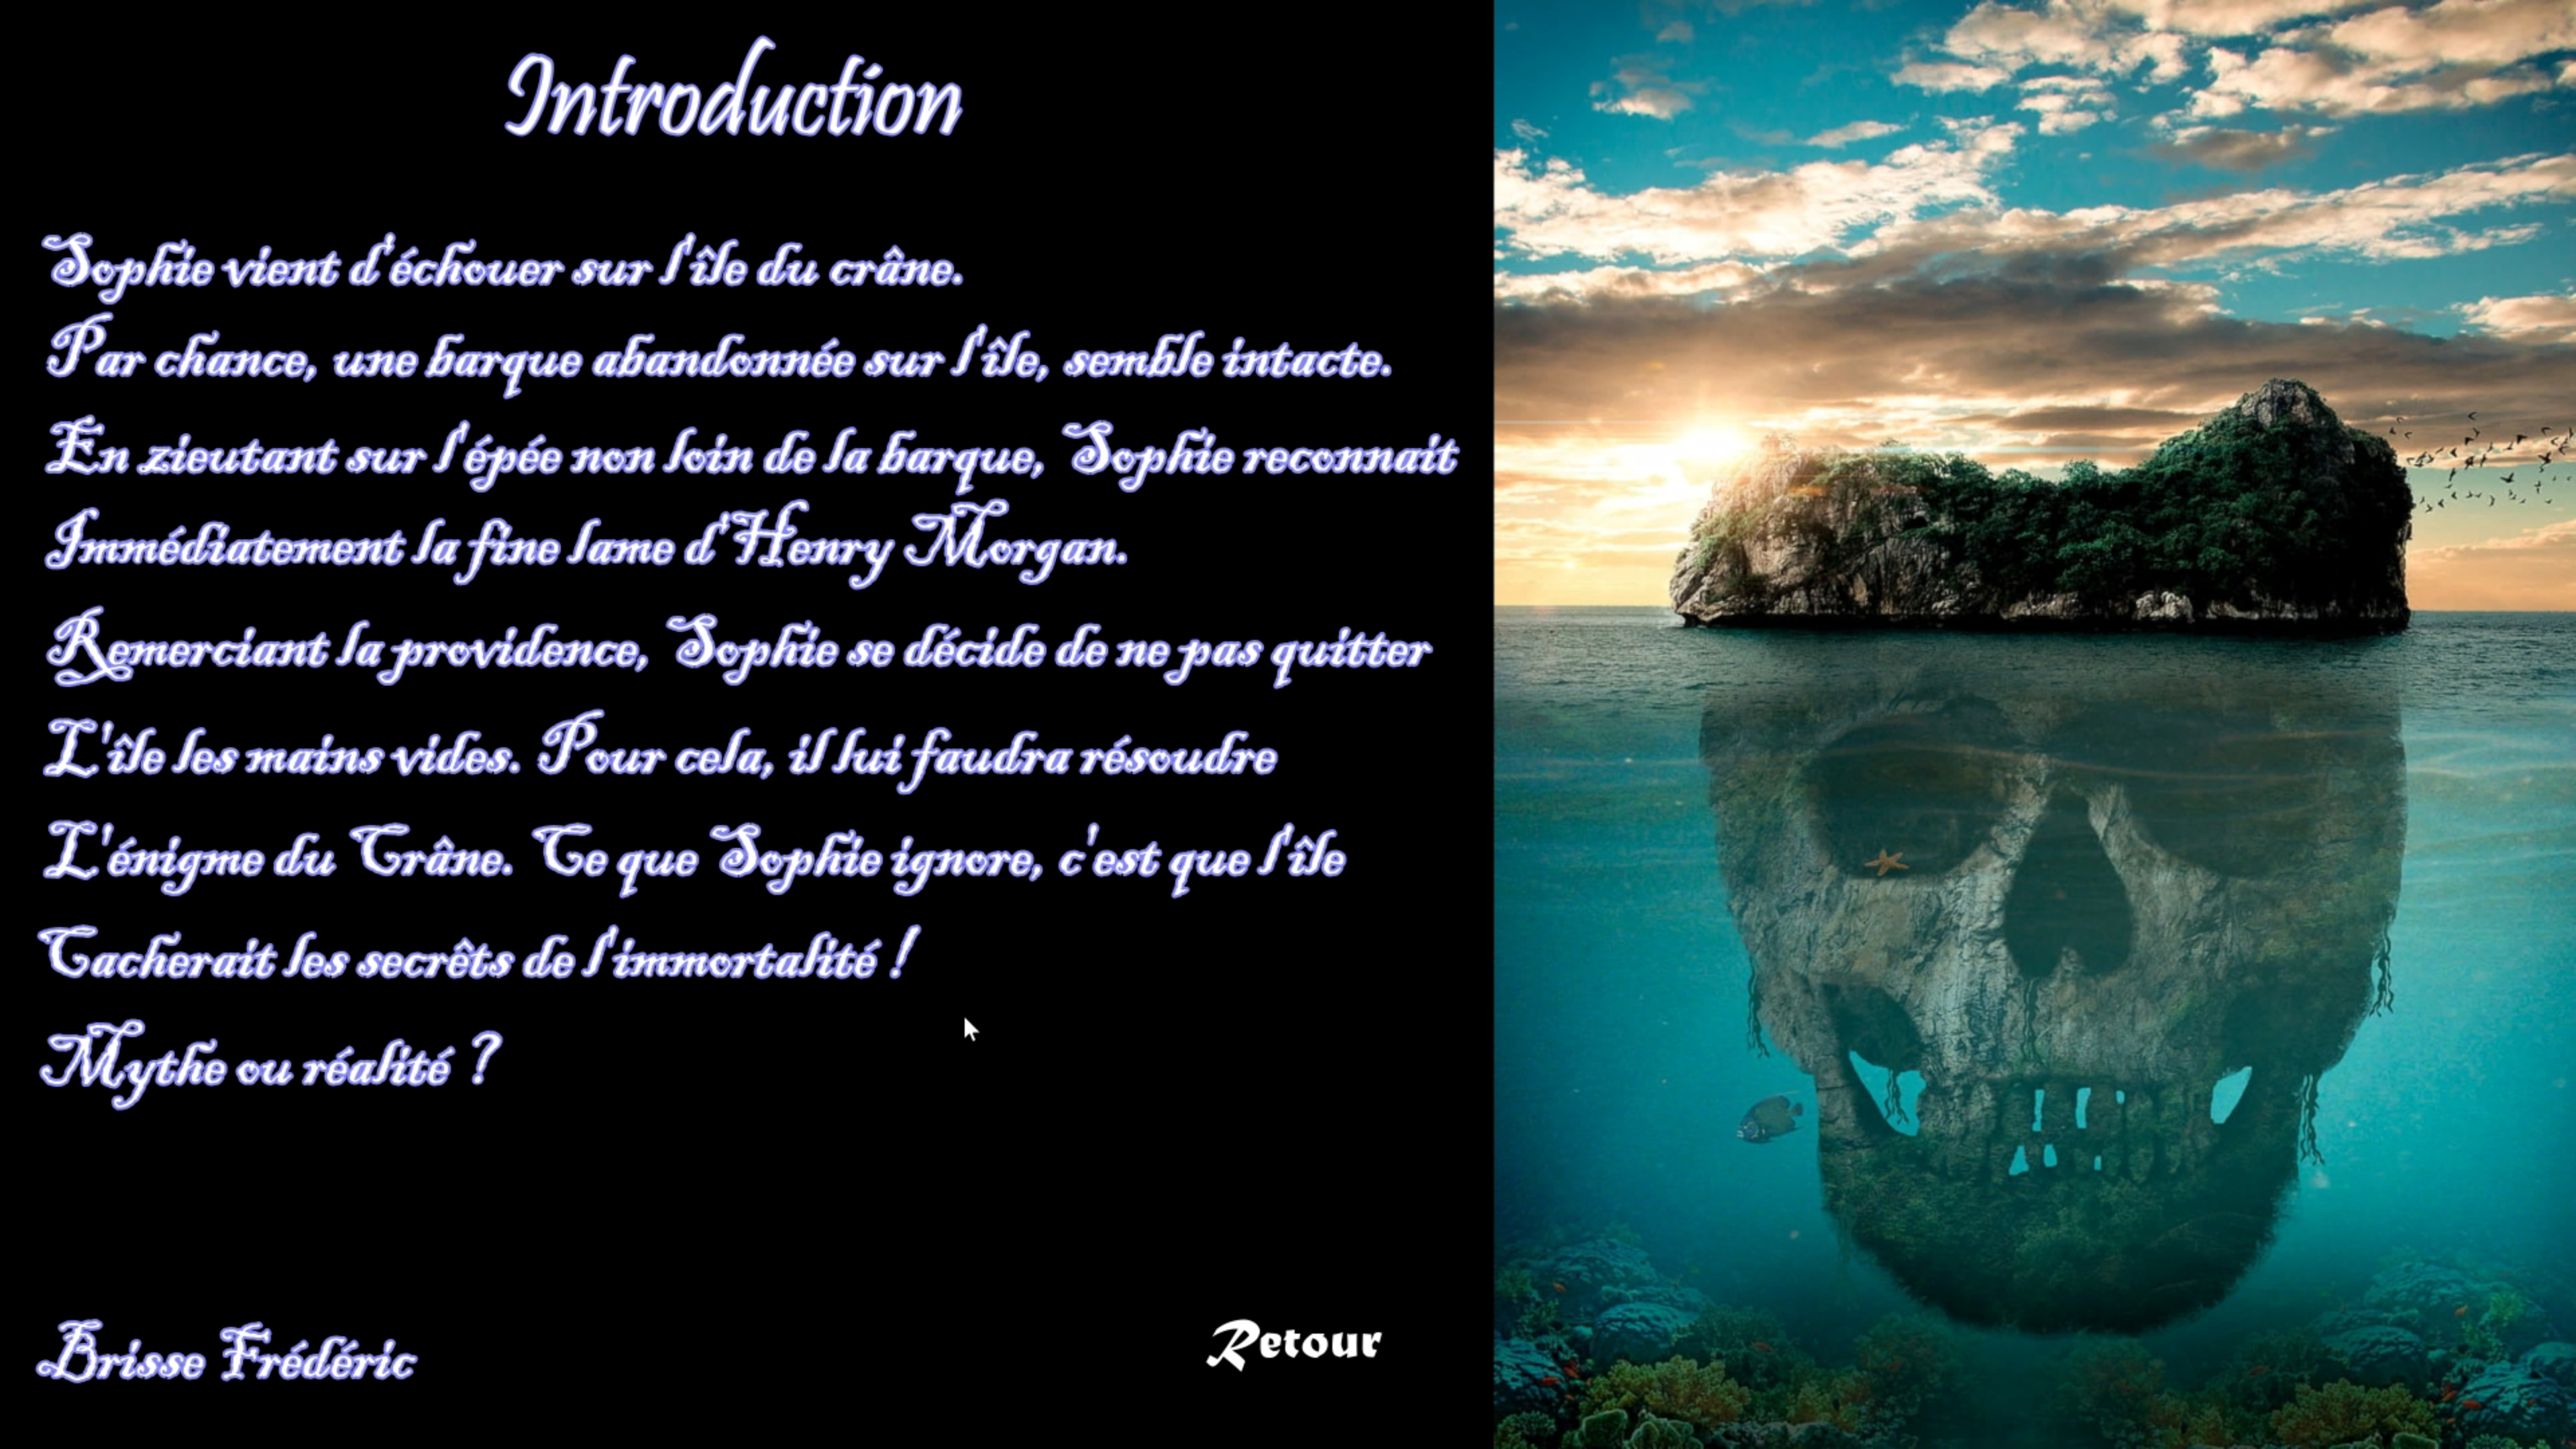 Introduction
Sophie vient d'échouer sur l'île du crâne.
Par chance, une barque abandonnée sur l'île, semble intacte.
En zieutant sur l'épée non loin de la barque, Sophie reconnait
Immédiatement la fine lame d'Henry Morgan.
Remerciant la providence, Sophie se décide de ne pas quitter
L'île les mains vides. Pour cela, il lui faudra résoudre
L'énigme du Crâne. Ce que Sophie ignore, c'est que l'île
Cacherait les secrêts de l'immortalité !
Mythe ou réalité ?
Brisse Frédéric
Retour